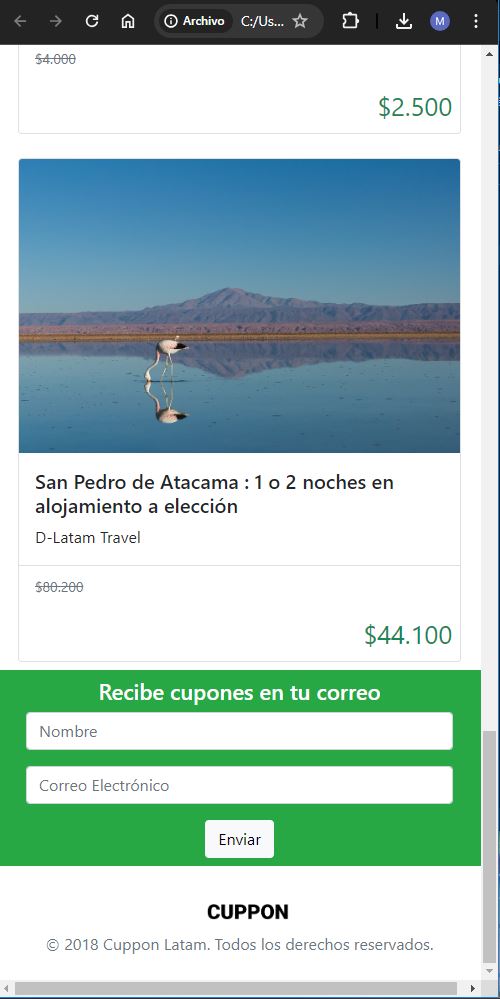 Archivo C:/Us...
M
$4.000
$2.500
San Pedro de Atacama : 1 o 2 noches en
alojamiento a elección
D-Latam Travel
$80.200
$44.100
Recibe cupones en tu correo
Nombre
Correo Electrónico
Enviar
CUPPON
© 2018 Cuppon Latam. Todos los derechos reservados.